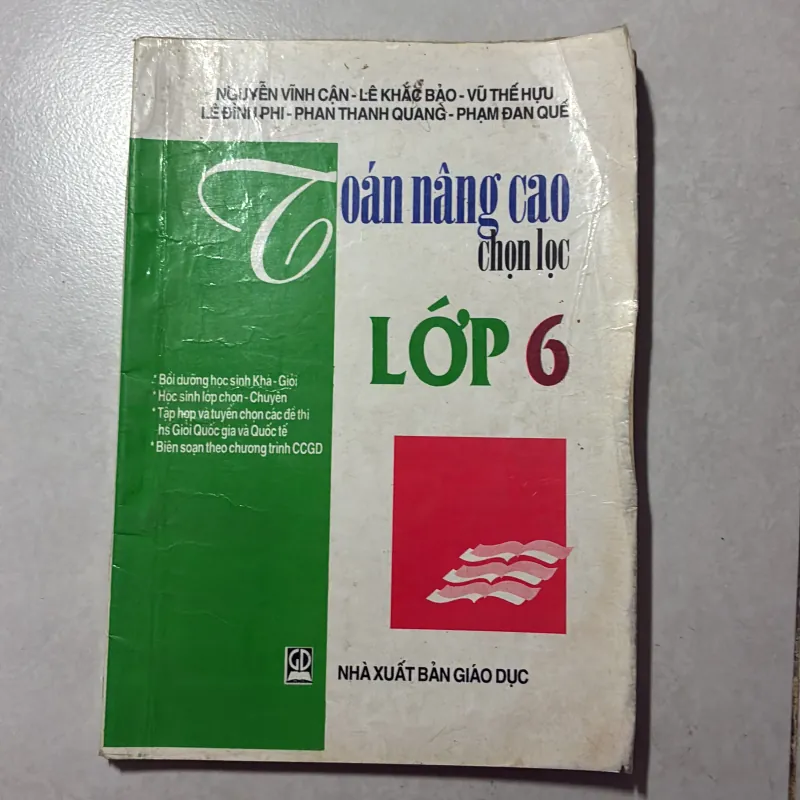 NGUYỄN VĨNH CẬN - LÊ KHẮC BẢO - VŨ THẾ HỰU
LÊ ĐÌNH PHI - PHAN THANH QUANG - PHẠM ĐAN QUẾ
Toán nâng cao
chọn lọc
LỚP 6
* Bồi dưỡng học sinh Khá - Giỏi
* Học sinh lớp chọn - Chuyên
* Tập hợp và tuyển chọn các đề thi
hs Giỏi Quốc gia và Quốc tế
* Biên soạn theo chương trình CCGD
GD
NHÀ XUẤT BẢN GIÁO DỤC